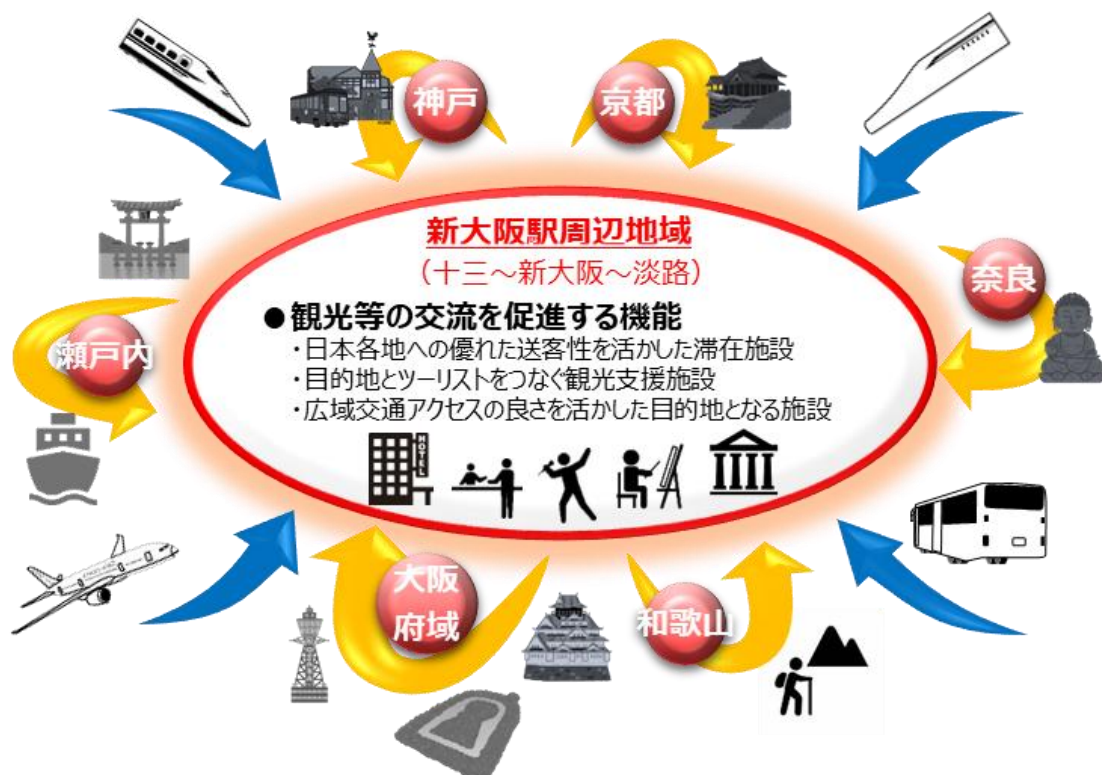 神戸
京都
新大阪駅周辺地域
(十三~新大阪~淡路)
奈良
●観光等の交流を促進する機能
・日本各地への優れた送客性を活かした滞在施設
瀬戸内
・目的地とツーリストをつなぐ観光支援施設
・広域交通アクセスの良さを活かした目的地となる施設
HOTEL
大阪
府域
和歌山